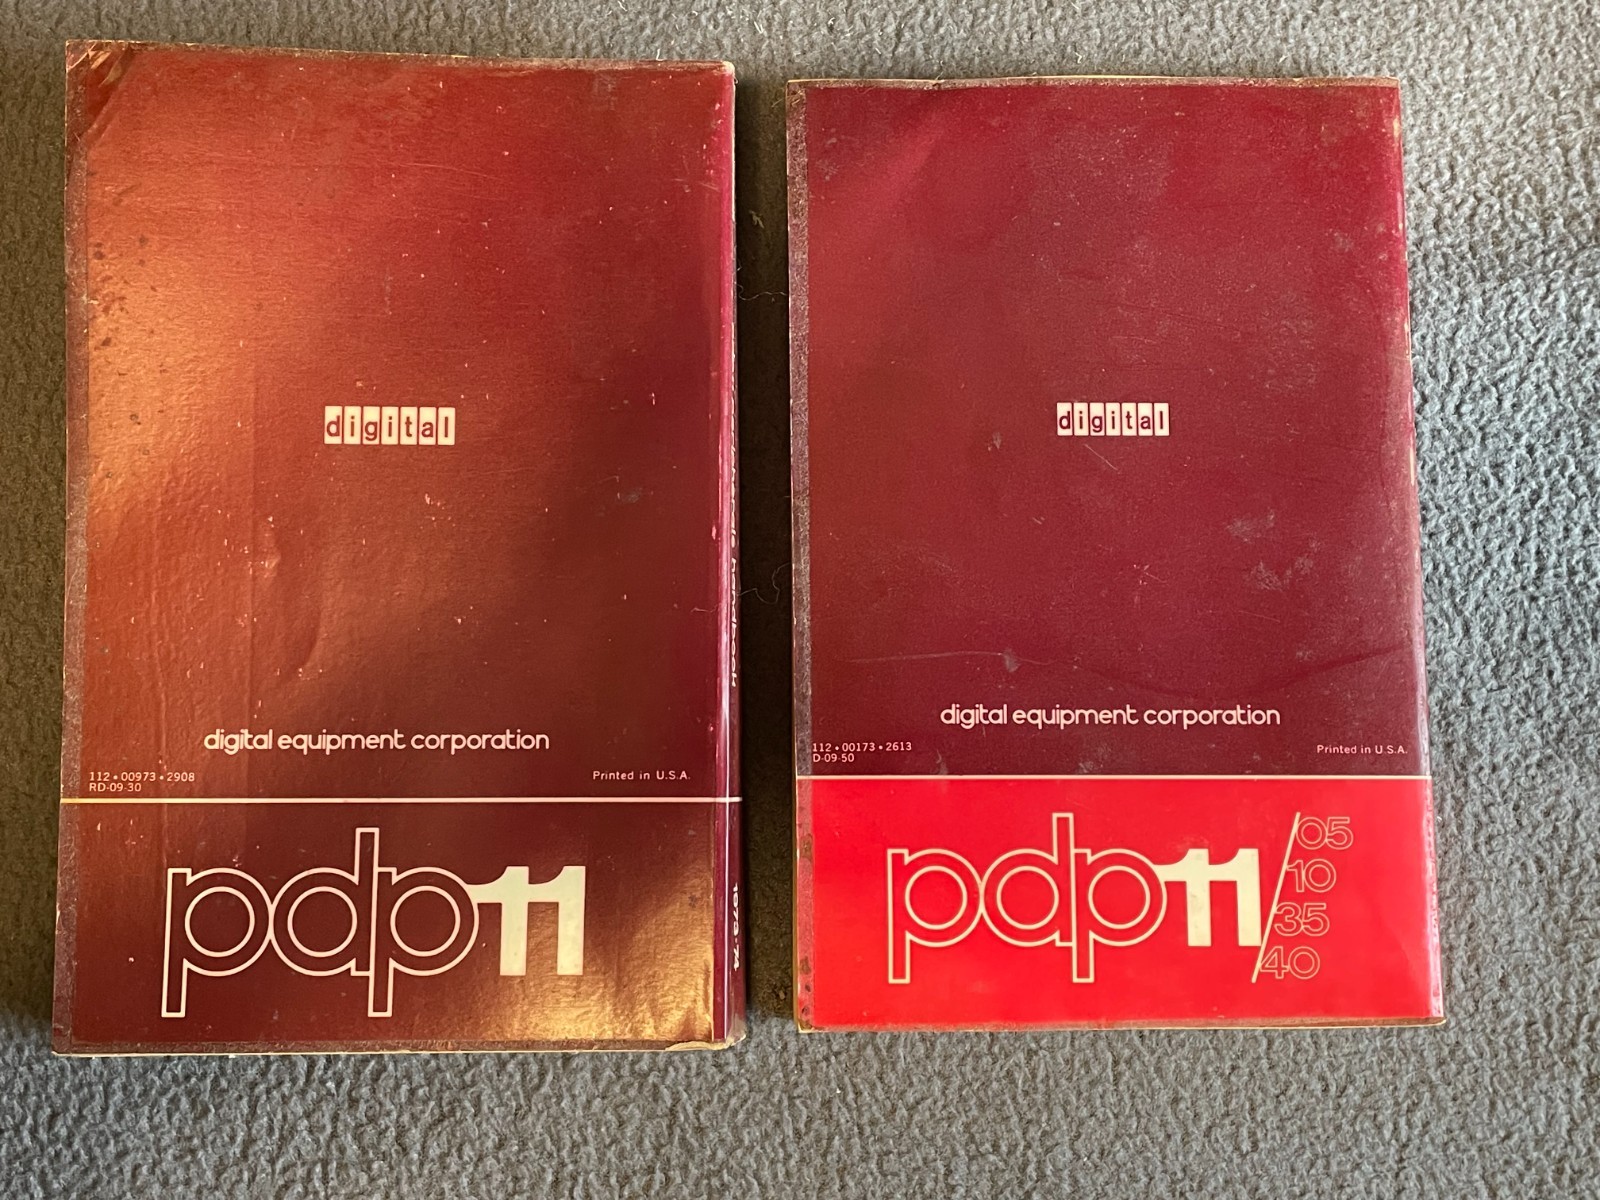 digital
digital equipment corporation
112 • 00973 • 2908
RD-09-30
Printed in U.S.A.
pdp11
handbook
1973-74
digital
digital equipment corporation
112 • 00173 • 2613
D-09-50
Printed in U.S.A.
pdp11/05
10
35
40